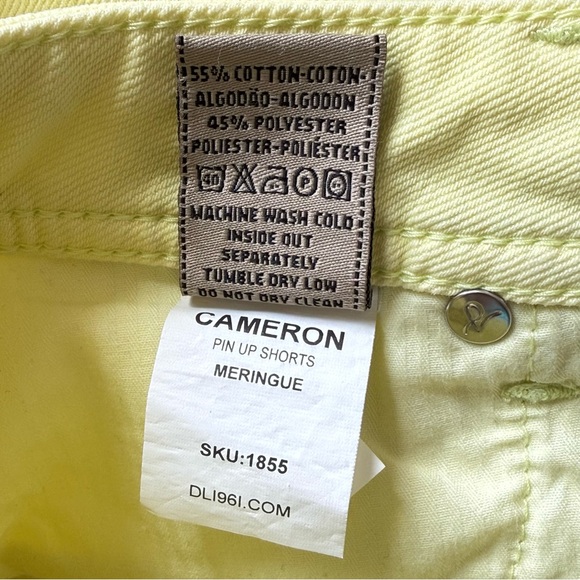 55% COTTON-COTON-
ALGODÃO-ALGODON
45% POLYESTER
POLIESTER-POLIÉSTER
40 P
MACHINE WASH COLD
INSIDE OUT
SEPARATELY
TUMBLE DRY LOW
DO NOT DRY CLEAN
CAMERON
PIN UP SHORTS
MERINGUE
SKU:1855
DLI96I.COM